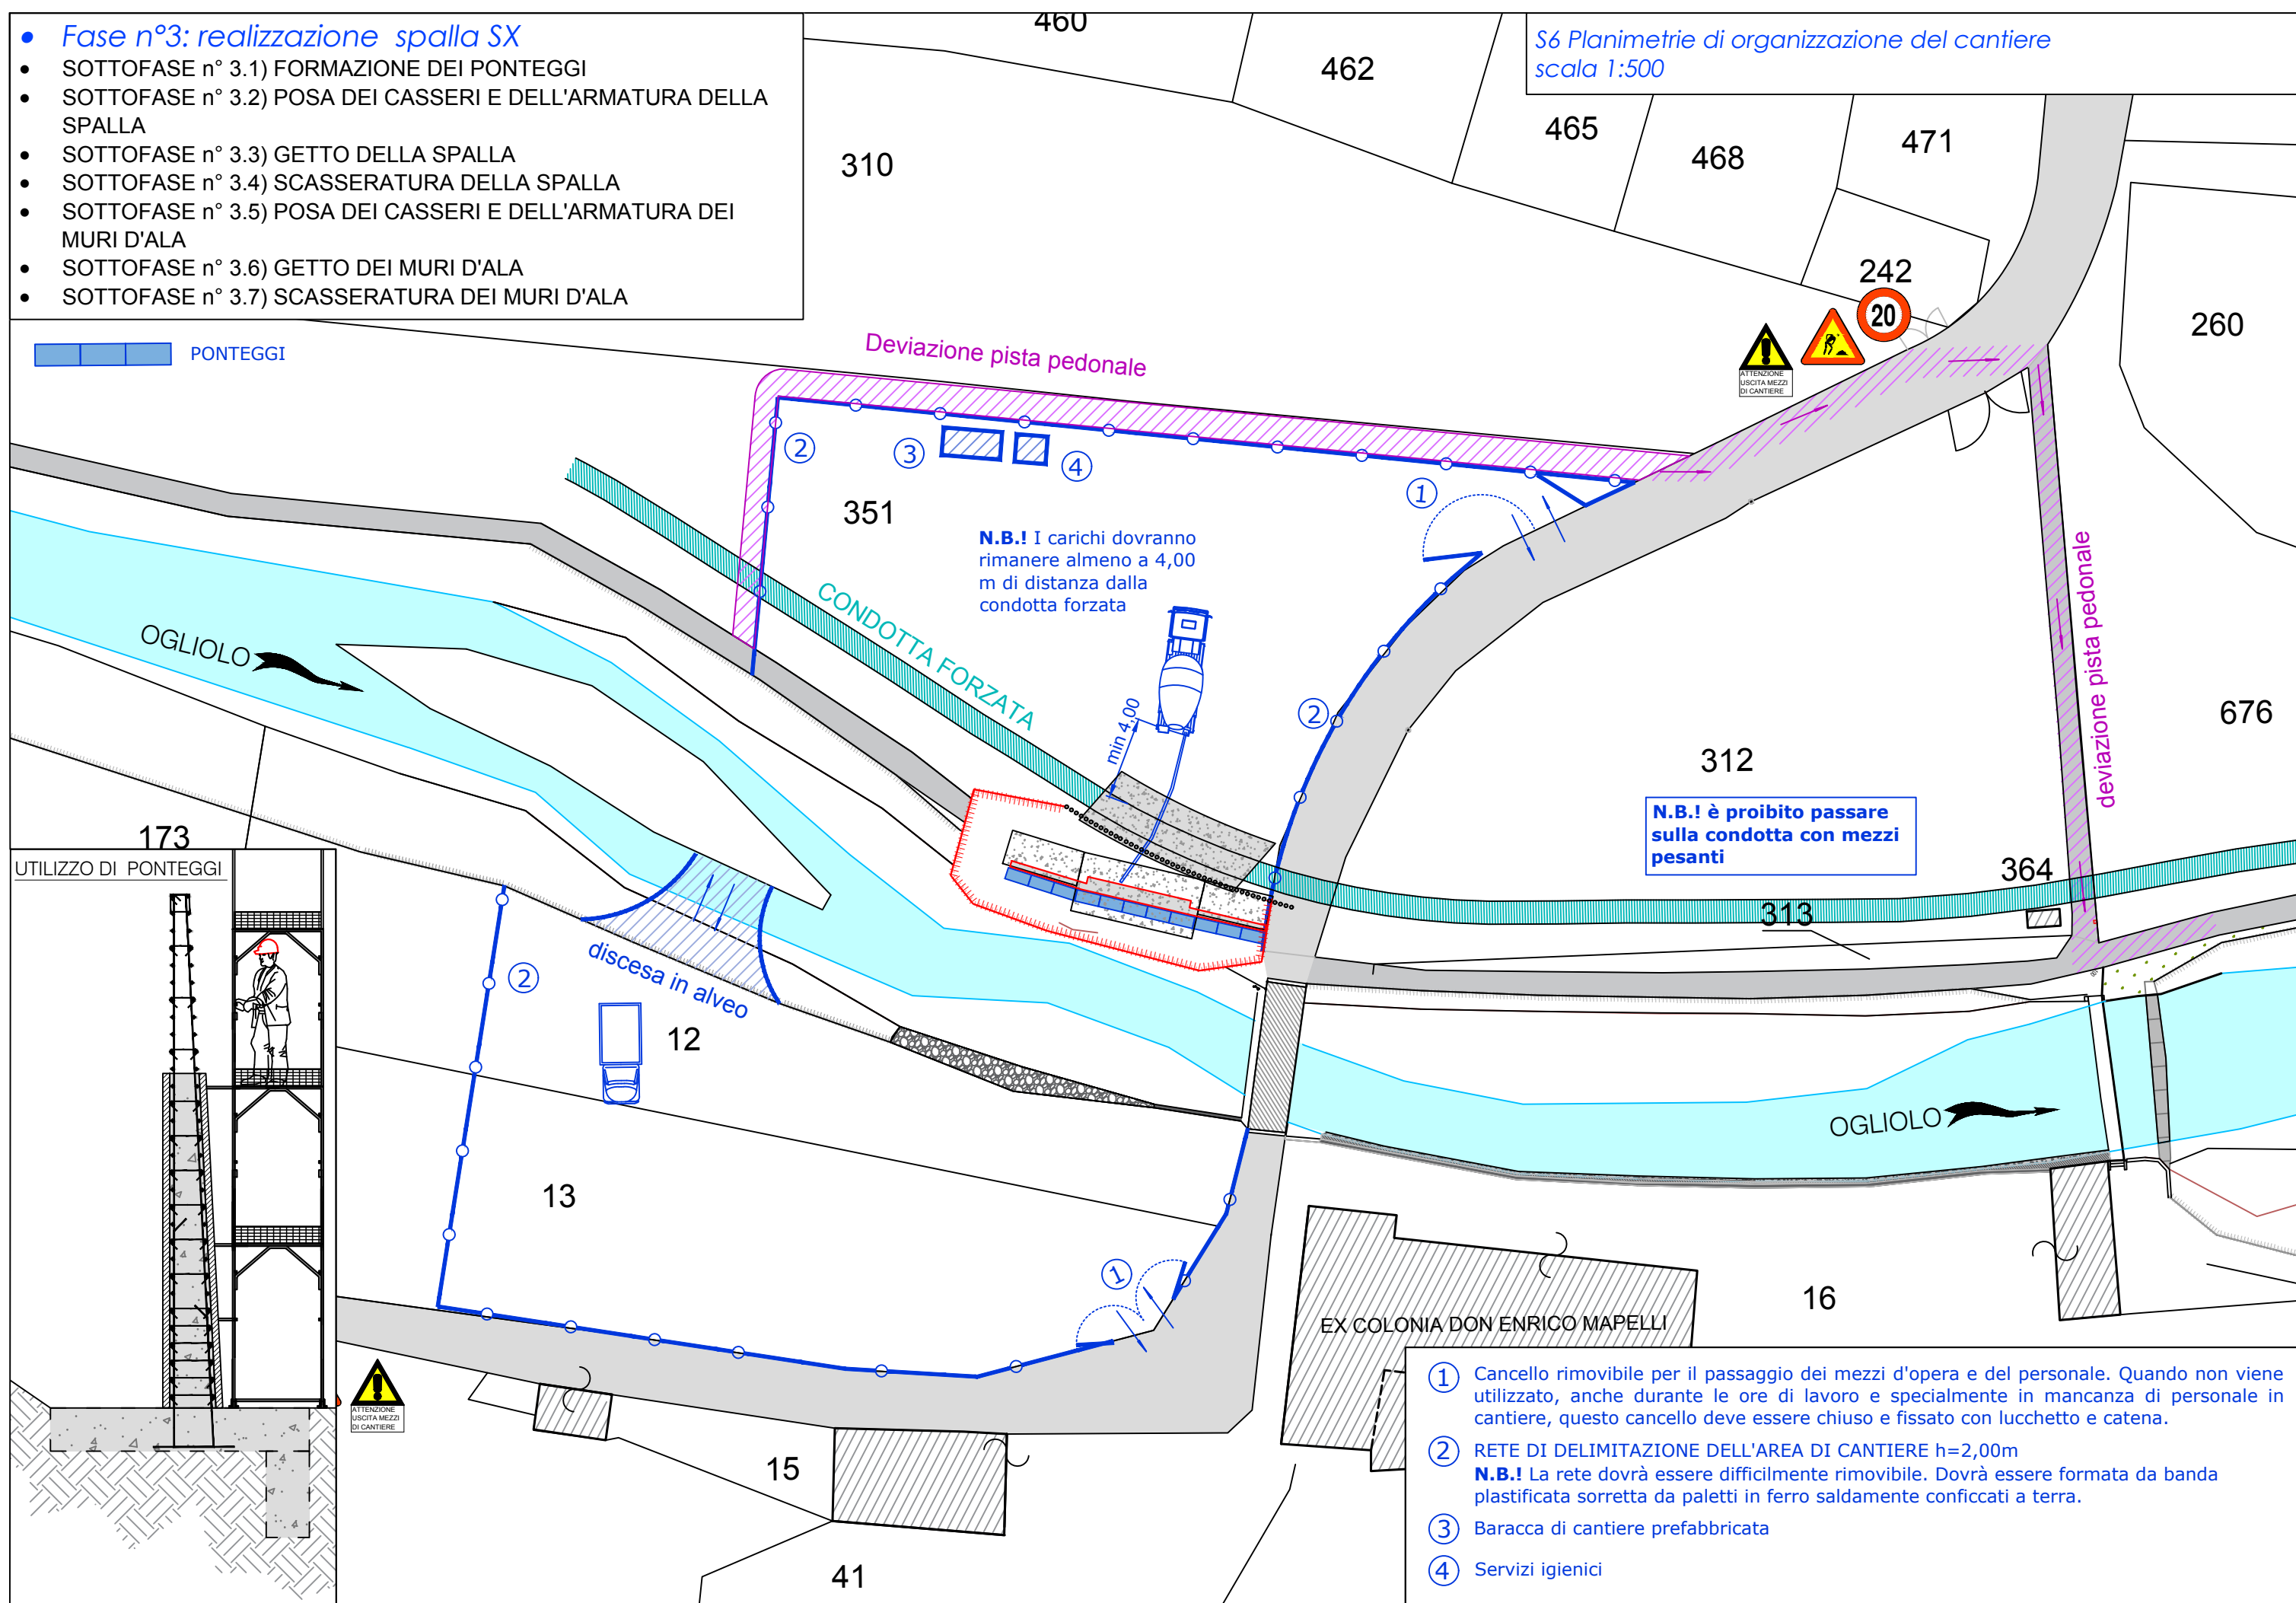 • Fase n°3: realizzazione spalla SX
• SOTTOFASE n° 3.1) FORMAZIONE DEI PONTEGGI
• SOTTOFASE n° 3.2) POSA DEI CASSERI E DELL'ARMATURA DELLA
SPALLA
• SOTTOFASE n° 3.3) GETTO DELLA SPALLA
• SOTTOFASE n° 3.4) SCASSERATURA DELLA SPALLA
• SOTTOFASE n° 3.5) POSA DEI CASSERI E DELL'ARMATURA DEI
MURI D'ALA
• SOTTOFASE n° 3.6) GETTO DEI MURI D'ALA
• SOTTOFASE n° 3.7) SCASSERATURA DEI MURI D'ALA
PONTEGGI
S6 Planimetrie di organizzazione del cantiere
scala 1:500
460
462
465
468
471
310
242
260
20
ATTENZIONE
USCITA MEZZI
DI CANTIERE
Deviazione pista pedonale
2
3
4
1
351
N.B.! I carichi dovranno
rimanere almeno a 4,00
m di distanza dalla
condotta forzata
CONDOTTA FORZATA
OGLIOLO
min 4,00
2
deviazione pista pedonale
676
312
N.B.! è proibito passare
sulla condotta con mezzi
pesanti
364
313
173
UTILIZZO DI PONTEGGI
2
discesa in alveo
12
OGLIOLO
13
1
16
EX COLONIA DON ENRICO MAPELLI
ATTENZIONE
USCITA MEZZI
DI CANTIERE
15
41
1 Cancello rimovibile per il passaggio dei mezzi d'opera e del personale. Quando non viene
utilizzato, anche durante le ore di lavoro e specialmente in mancanza di personale in
cantiere, questo cancello deve essere chiuso e fissato con lucchetto e catena.
2 RETE DI DELIMITAZIONE DELL'AREA DI CANTIERE h=2,00m
N.B.! La rete dovrà essere difficilmente rimovibile. Dovrà essere formata da banda
plastificata sorretta da paletti in ferro saldamente conficcati a terra.
3 Baracca di cantiere prefabbricata
4 Servizi igienici